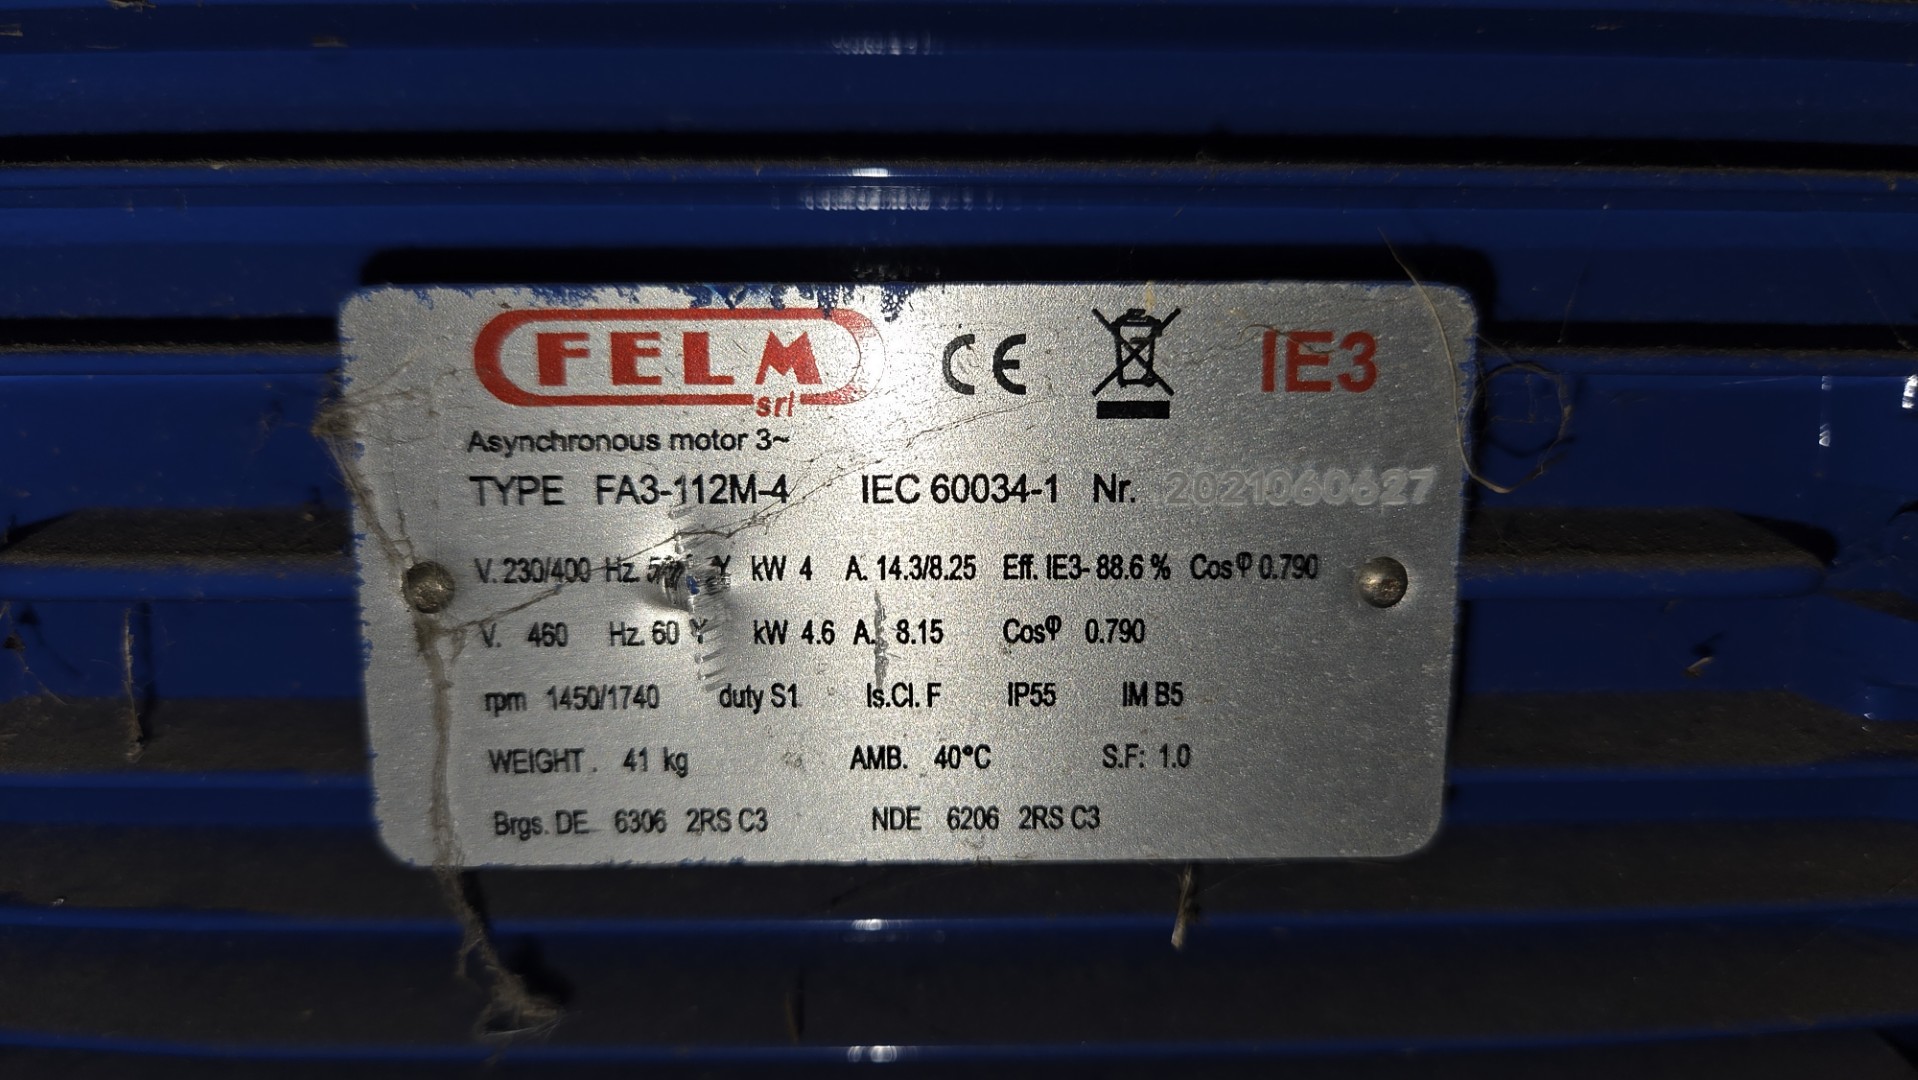 FELM
srl
CE
IE3
Asynchronous motor 3~
TYPE FA3-112M-4 IEC 60034-1 Nr. 2021060627
V. 230/400 Hz. Y kW 4 A. 14.3/8.25 Eff. IE3- 88.6 % Cosφ 0.790
V. 460 Hz. 60 Y kW 4.6 A. 8.15 Cosφ 0.790
rpm 1450/1740 duty S1 Is.Cl. F IP55 IM B5
WEIGHT. 41 kg AMB. 40°C S.F: 1.0
Brgs. DE 6306 2RS C3 NDE 6206 2RS C3